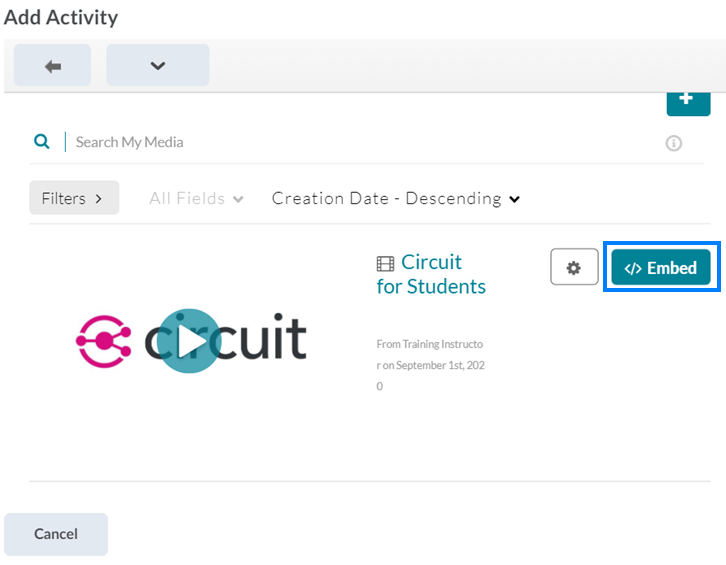 Add Activity
+
Search My Media
Filters >
All Fields
Creation Date - Descending
Circuit
for Students
</> Embed
circuit
From Training Instructo
r on September 1st, 202
0
Cancel